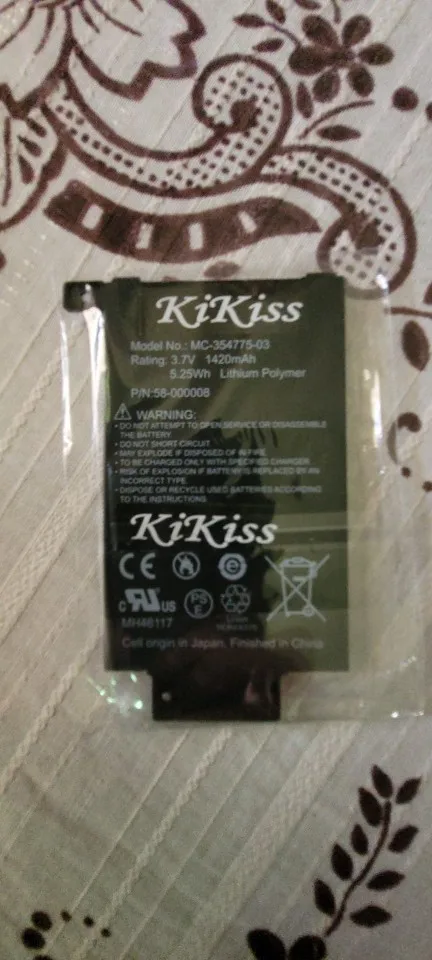 KiKiss
Model No.: MC-354775-03
Rating: 3.7V 1420mAh
5.25Wh Lithium Polymer
P/N:58-000008
WARNING:
• DO NOT ATTEMPT TO OPEN SERVICE OR DISASSEMBLE
THE BATTERY
• DO NOT SHORT CIRCUIT
• MAY EXPLODE IF DISPOSED OF IN FIRE
• TO BE CHARGED ONLY WITH SPECIFIED CHARGER
• RISK OF EXPLOSION IF BATTERY IS REPLACED BY AN
INCORRECT TYPE
• DISPOSE OR RECYCLE USED BATTERIES ACCORDING
TO THE INSTRUCTIONS
KiKiss
CE
c RU US
PS
E
MH46117
Li-ion
Cell origin in Japan, Finished in China